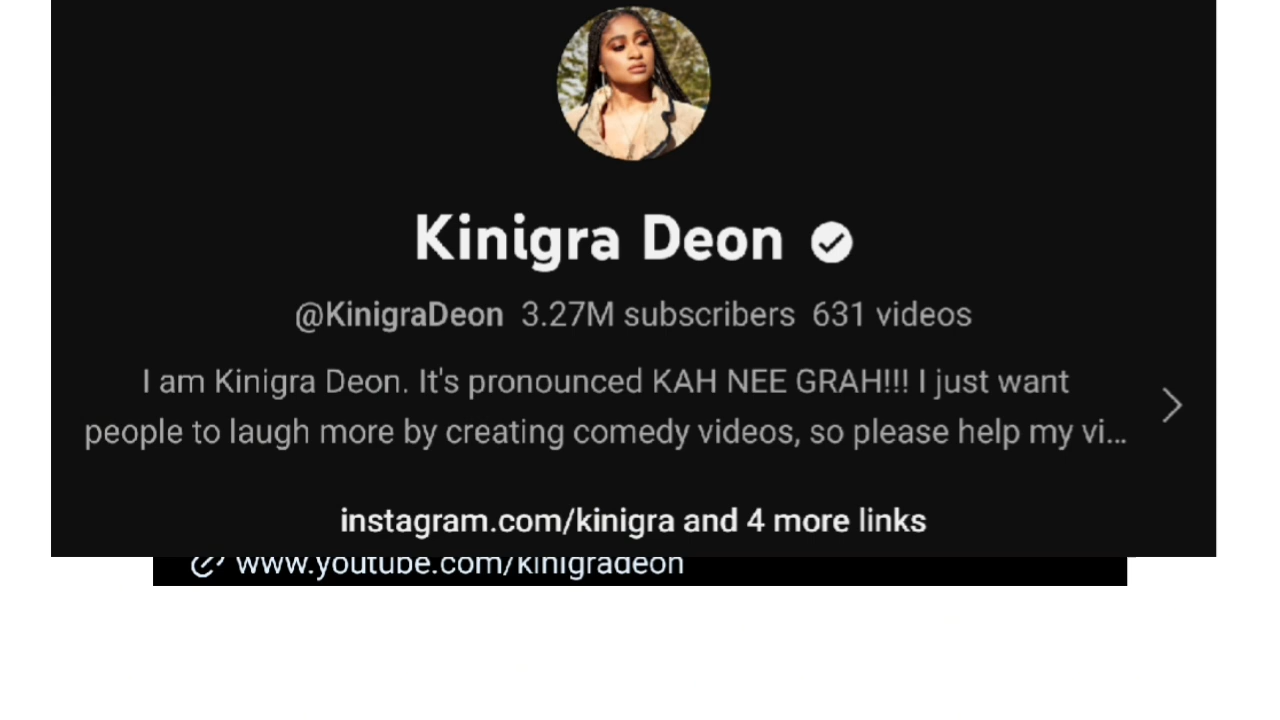 Kinigra Deon
@KinigraDeon 3.27M subscribers 631 videos
I am Kinigra Deon. It's pronounced KAH NEE GRAH!!! I just want
people to laugh more by creating comedy videos, so please help my vi...
instagram.com/kinigra and 4 more links
www.youtube.com/kinigradeon